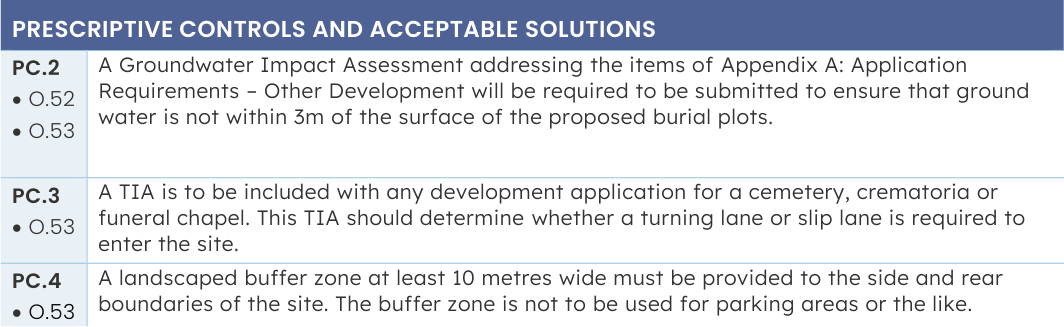 PRESCRIPTIVE CONTROLS AND ACCEPTABLE SOLUTIONS
PC.2
• O.52
• O.53
A Groundwater Impact Assessment addressing the items of Appendix A: Application
Requirements – Other Development will be required to be submitted to ensure that ground
water is not within 3m of the surface of the proposed burial plots.
PC.3
• O.53
A TIA is to be included with any development application for a cemetery, crematoria or
funeral chapel. This TIA should determine whether a turning lane or slip lane is required to
enter the site.
PC.4
• O.53
A landscaped buffer zone at least 10 metres wide must be provided to the side and rear
boundaries of the site. The buffer zone is not to be used for parking areas or the like.